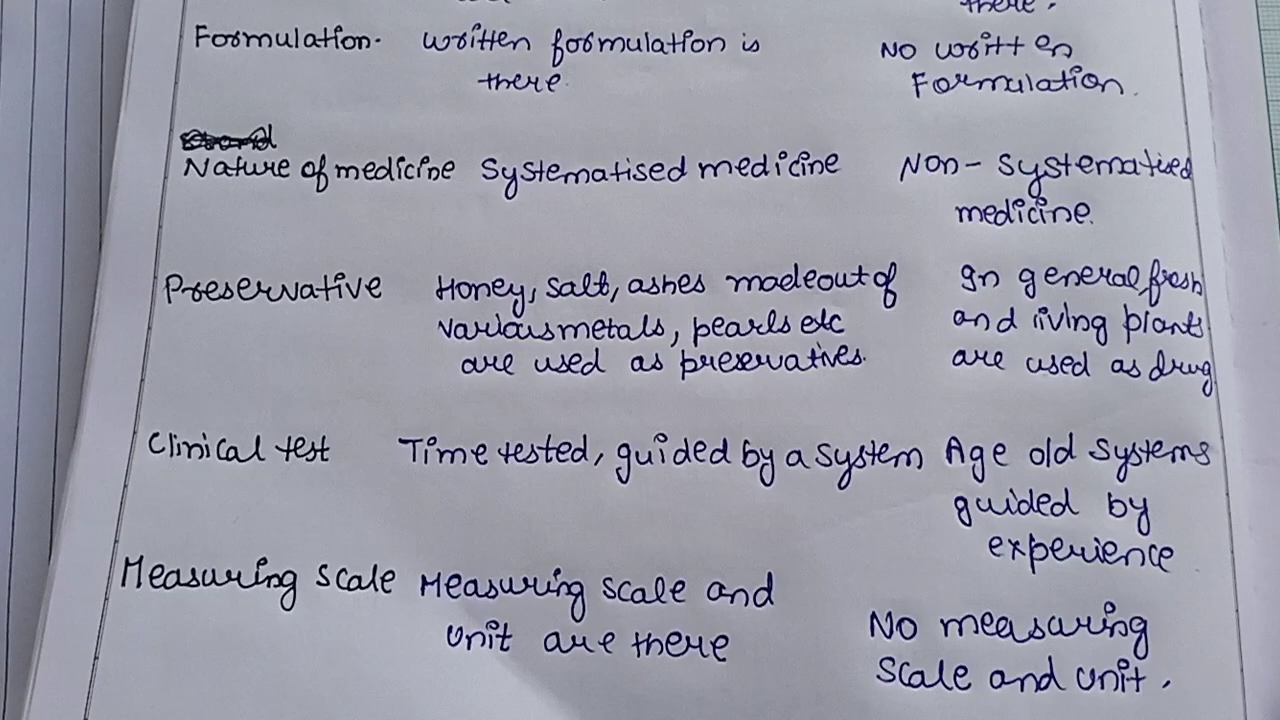 there.
Formulation. written formulation is No written
there. Formulation.
Nature of medicine Systematised medicine Non-Systematised
medicine.
Preservative Honey, salt, ashes madeout of In general fresh
various metals, pearls etc and living plants
are used as preservatives. are used as drug
Clinical test Time tested, guided by a system Age old systems
guided by
experience
Measuring scale Measuring scale and
unit are there No measuring
scale and unit.